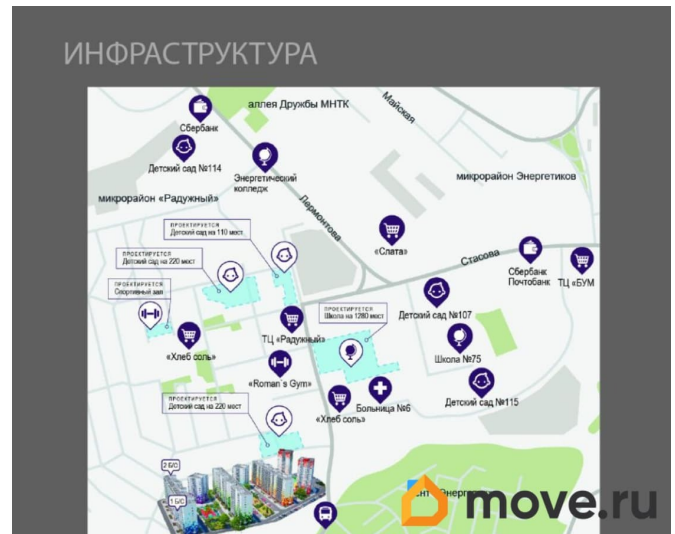 ИНФРАСТРУКТУРА
аллея Дружбы МНТК
Майская
Сбербанк
Детский сад №114
Энергетический
колледж
микрорайон Энергетиков
микрорайон «Радужный»
Лермонтова
ПРОЕКТИРУЕТСЯ
Детский сад на 110 мест
«Слата»
Стасова
ПРОЕКТИРУЕТСЯ
Детский сад на 220 мест
Сбербанк
Почтобанк
ТЦ «БУМ
ПРОЕКТИРУЕТСЯ
Спортивный зал
ПРОЕКТИРУЕТСЯ
Школа на 1280 мест
Детский сад №107
ТЦ «Радужный»
«Хлеб соль»
Школа №75
«Roman`s Gym»
ПРОЕКТИРУЕТСЯ
Детский сад на 220 мест
«Хлеб соль»
Больница №6
Детский сад №115
2 Б/С
1 Б/С
move.ru